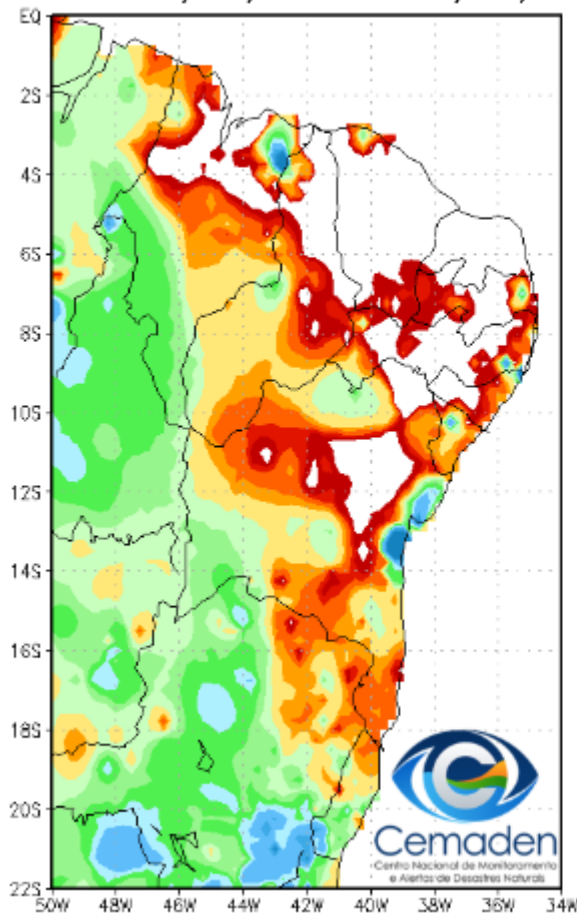 EQ
2S
4S
6S
8S
10S
12S
14S
16S
18S
20S
22S
Cemaden
Centro Nacional de Monitoramento
e Alertas de Desastres Naturais
50W 48W 46W 44W 42W 40W 38W 36W 34W